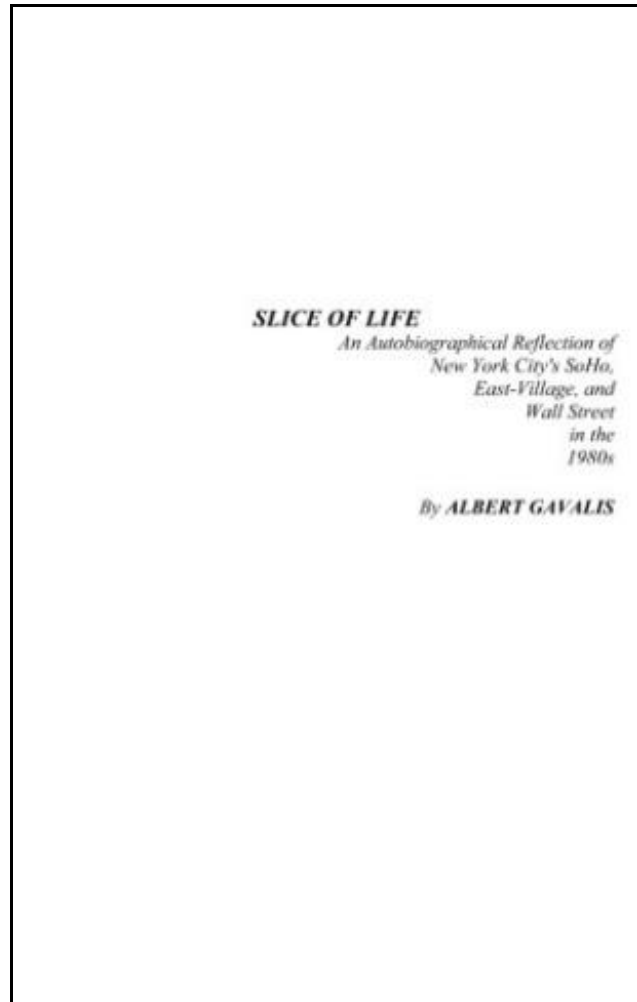 SLICE OF LIFE
An Autobiographical Reflection of
New York City's SoHo,
East-Village, and
Wall Street
in the
1980s
By ALBERT GAVALIS